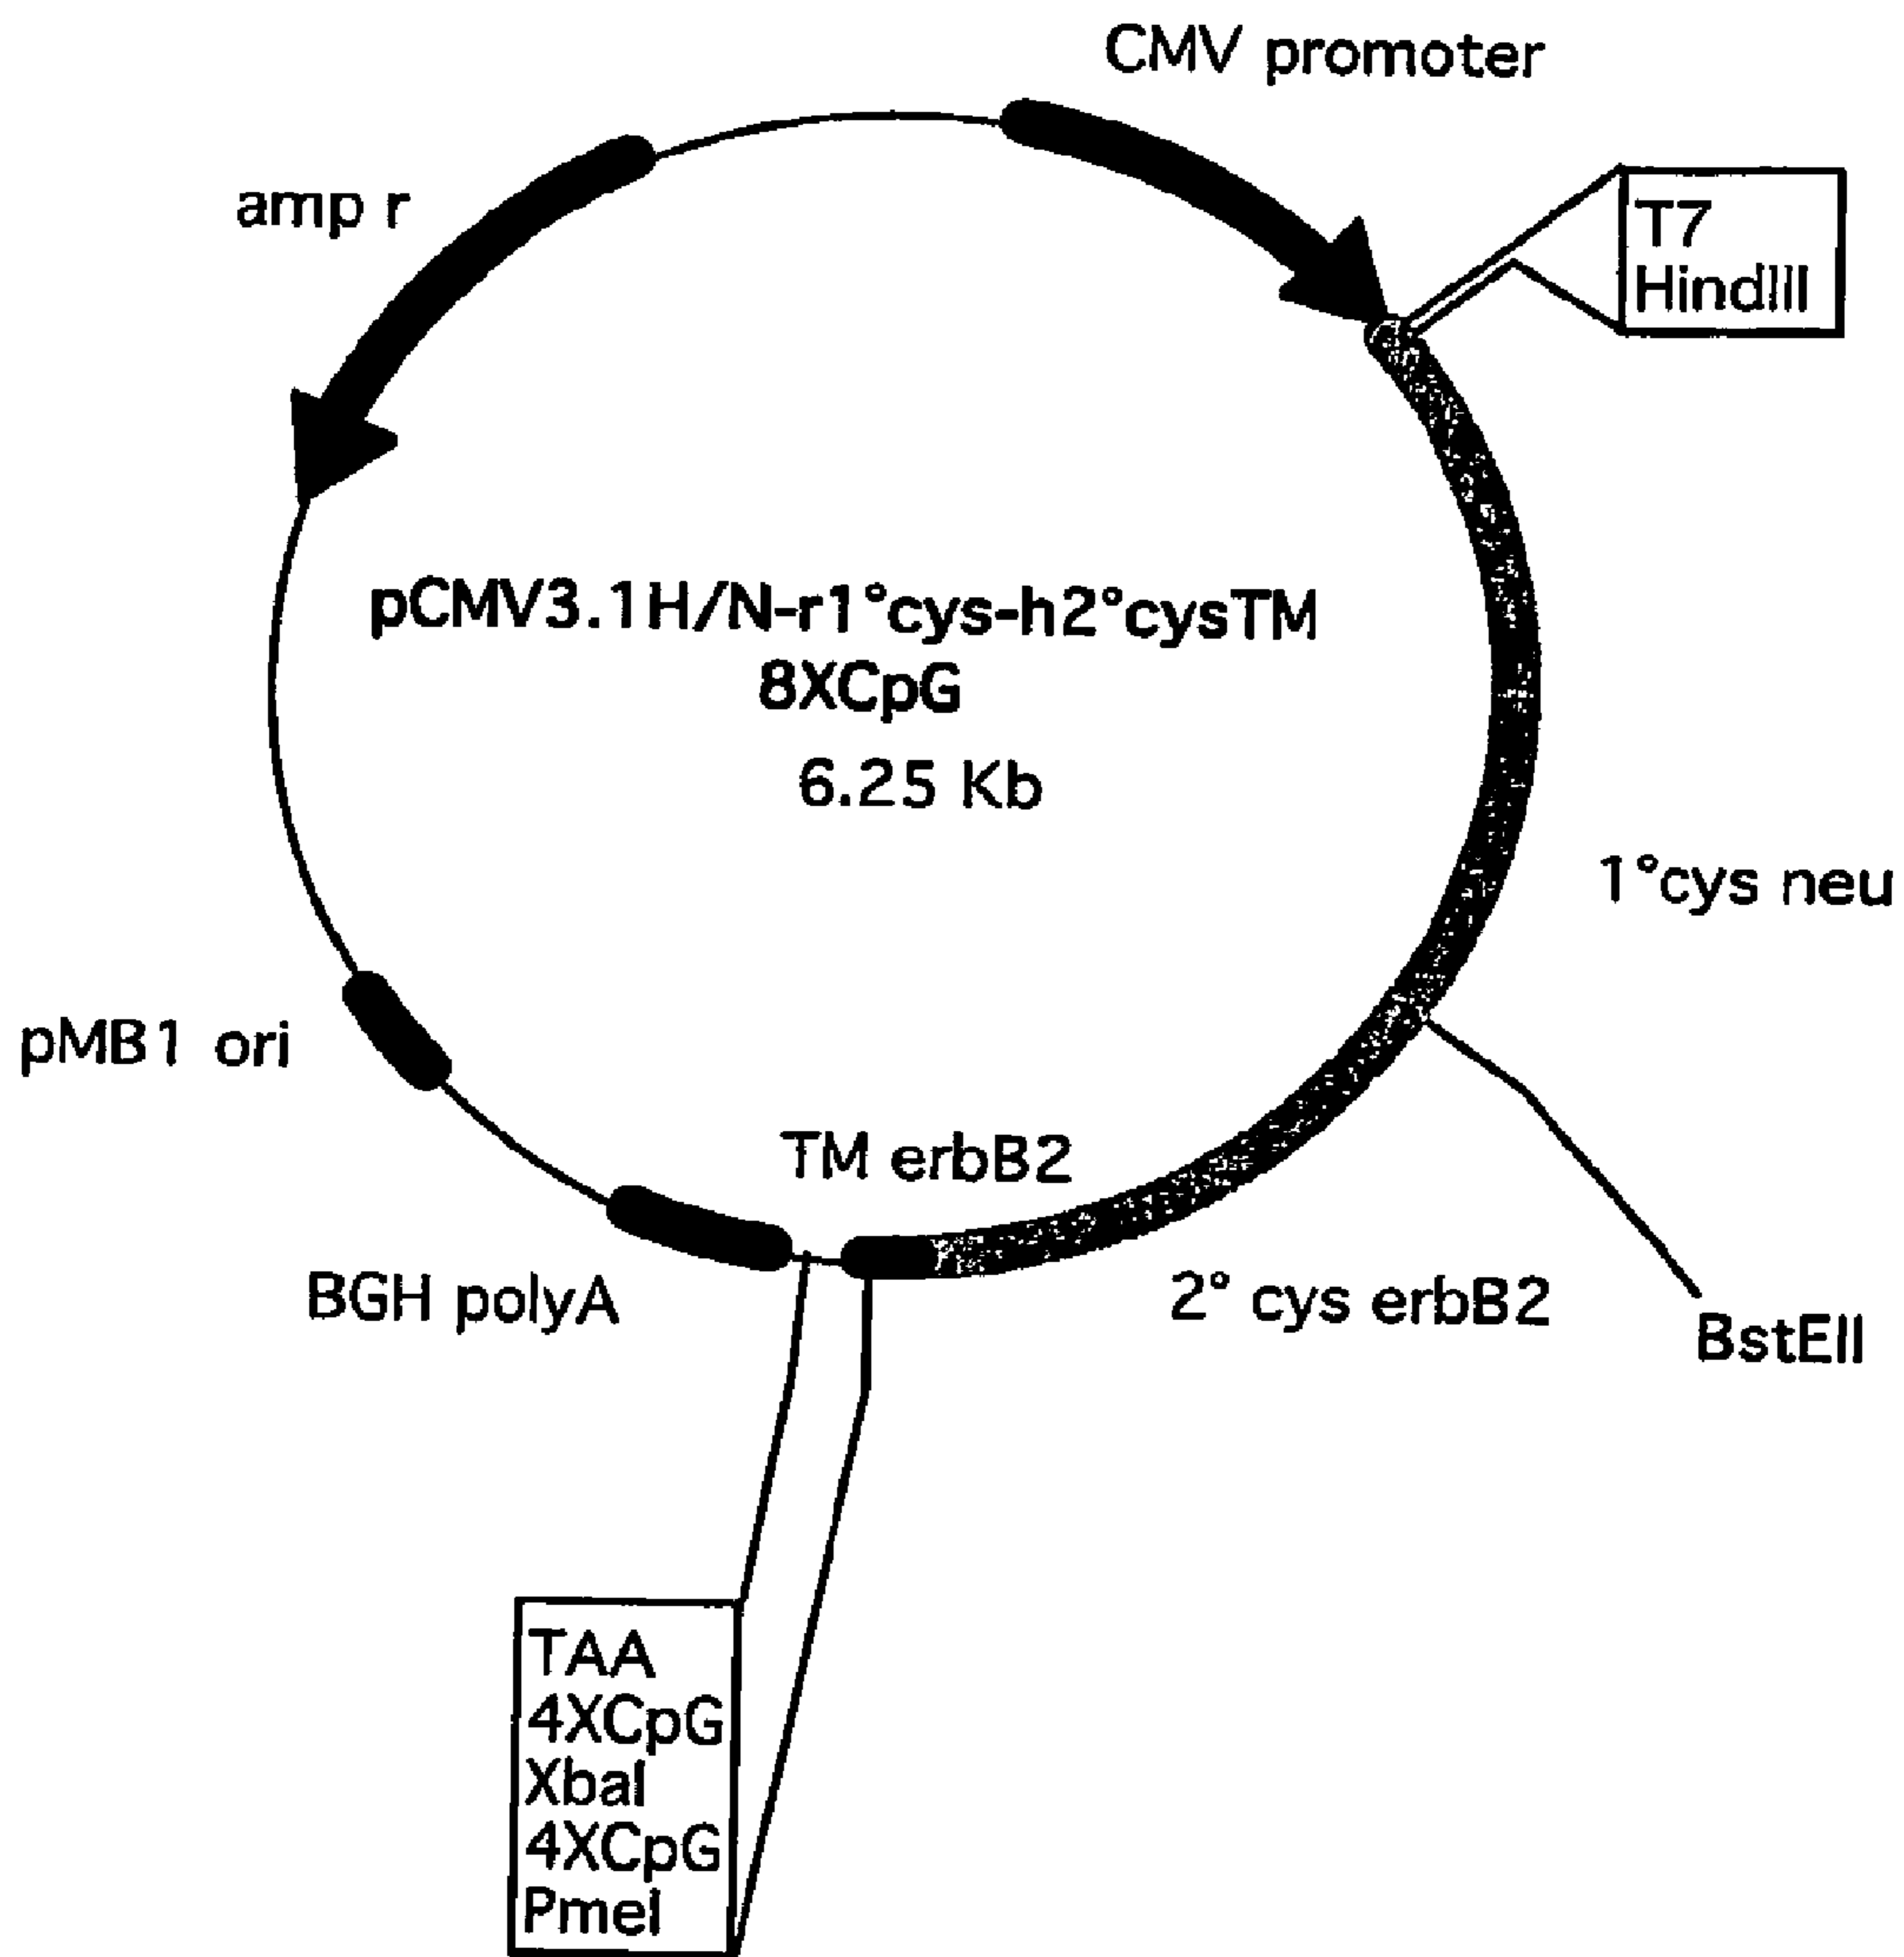 CMV promoter
amp r
T7
HindIII
pCMV3.1H/N-r1°cys-h2°cysTM
8XCpG
6.25 Kb
1°cys neu
pMB1 ori
TM erbB2
BGH polyA
2° cys erbB2
BstEII
TAA
4XCpG
XbaI
4XCpG
PmeI